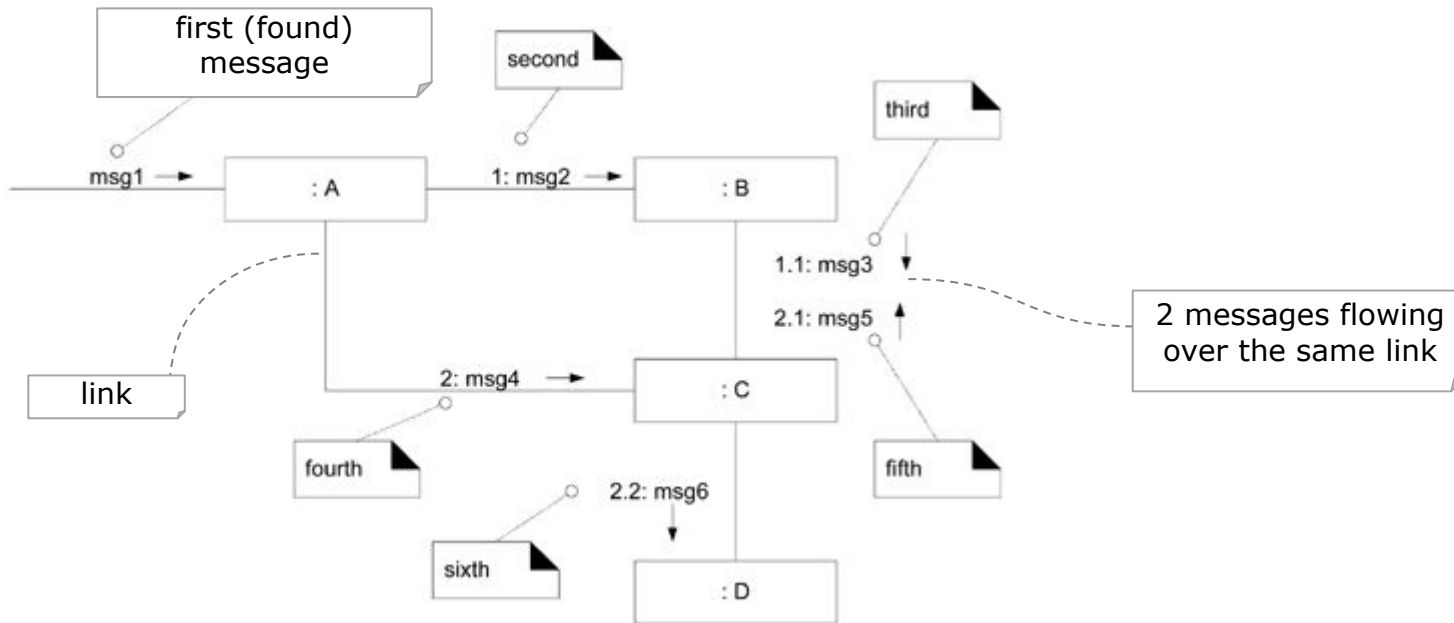 first (found)
message
second
third
msg1
: A
1: msg2
: B
1.1: msg3
2.1: msg5
2 messages flowing
over the same link
link
2: msg4
: C
fourth
fifth
2.2: msg6
sixth
: D